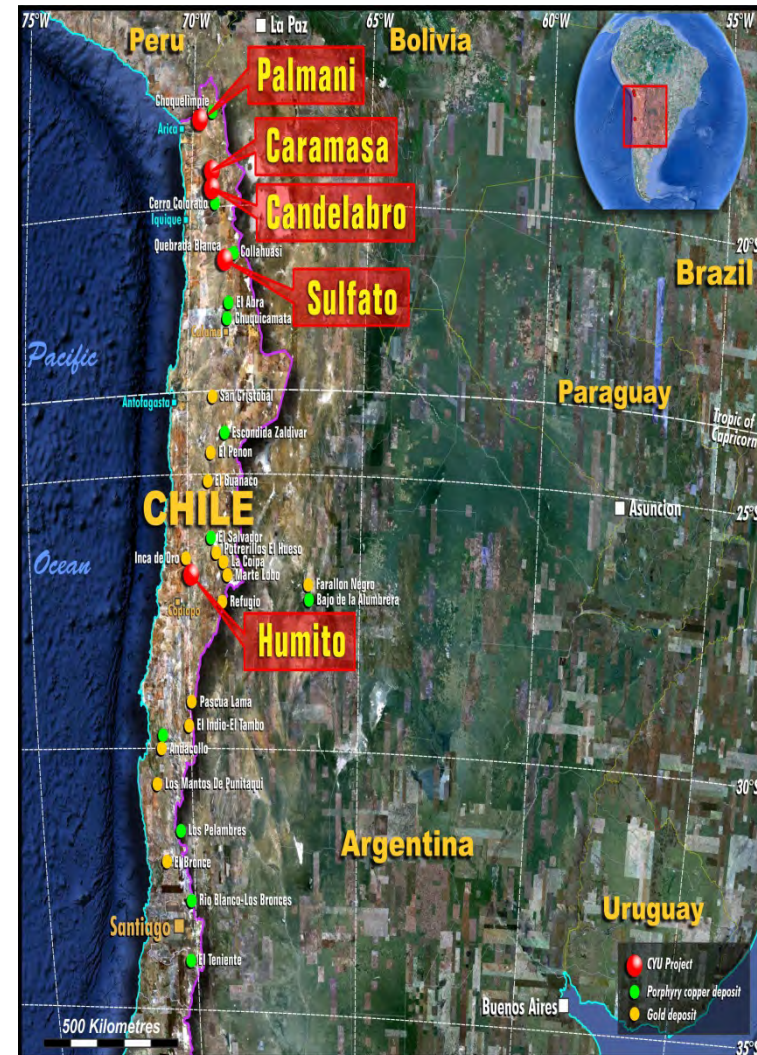 75°W
70°W
65°W
60°W
55°W
Peru
La Paz
Bolivia
Palmani
Choquelimpie
Arica
Caramasa
Candelabro
Cerro Colorado
Iquique
20°S
Quebrada Blanca
Collahuasi
Brazil
Sulfato
El Abra
Chuquicamata
Calama
Pacific
Paraguay
Antofagasta
San Cristobal
Tropic of
Capricorn
Escondida Zaldivar
El Penon
El Guanaco
CHILE
Asuncion
25°S
El Salvador
Potrerillos El Hueso
Inca de Oro
La Coipa
Ocean
Marte Lobo
Farallon Negro
Bajo de la Alumbrera
Copiapo
Refugio
Humito
Pascua Lama
El Indio-El Tambo
Andacollo
30°S
Los Mantos De Punitaqui
Los Pelambres
Argentina
El Bronce
Rio Blanco-Los Bronces
Uruguay
Santiago
El Teniente
CYU Project
Porphyry copper deposit
Gold deposit
Buenos Aires
500 Kilometres
35°S